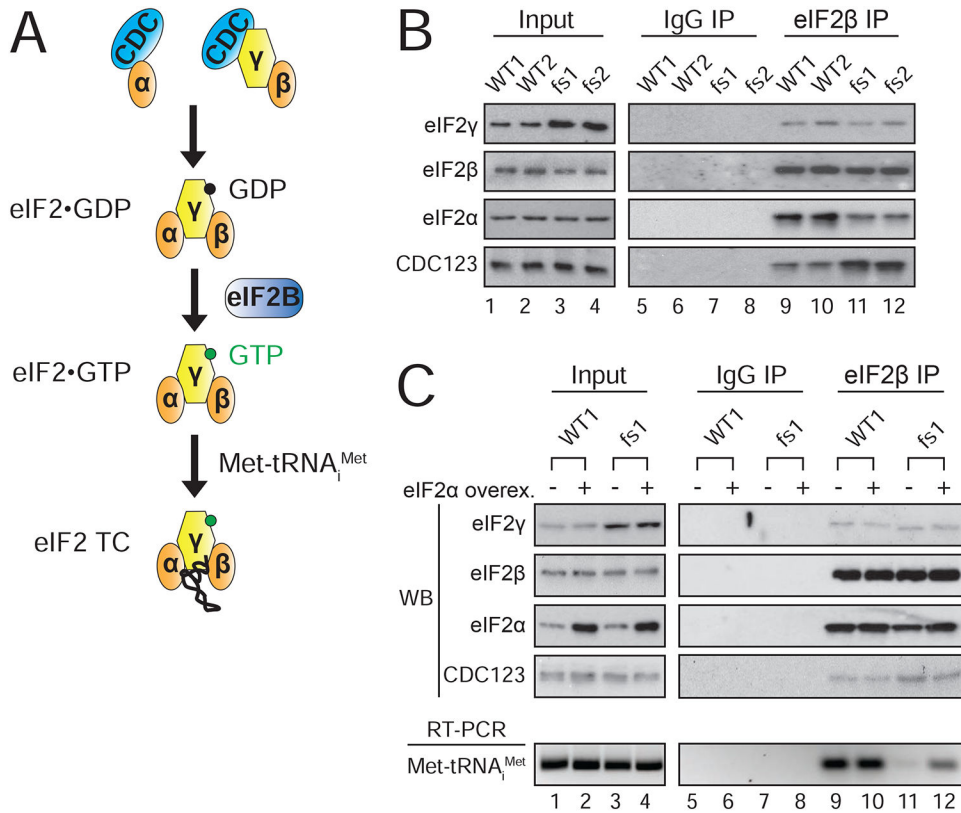 A
CDC
α
CDC
γ
β
eIF2•GDP
γ
GDP
α
β
eIF2B
eIF2•GTP
γ
GTP
α
β
Met-tRNAiMet
eIF2 TC
γ
α
β
B
Input
IgG IP
eIF2β IP
WT1 WT2 fs1 fs2
WT1 WT2 fs1 fs2
WT1 WT2 fs1 fs2
eIF2γ
eIF2β
eIF2α
CDC123
1 2 3 4 5 6 7 8 9 10 11 12
C
Input
IgG IP
eIF2β IP
WT1 fs1
WT1 fs1
WT1 fs1
eIF2α overex. - + - + - + - + - + - +
WB
eIF2γ
eIF2β
eIF2α
CDC123
RT-PCR
Met-tRNAiMet
1 2 3 4 5 6 7 8 9 10 11 12